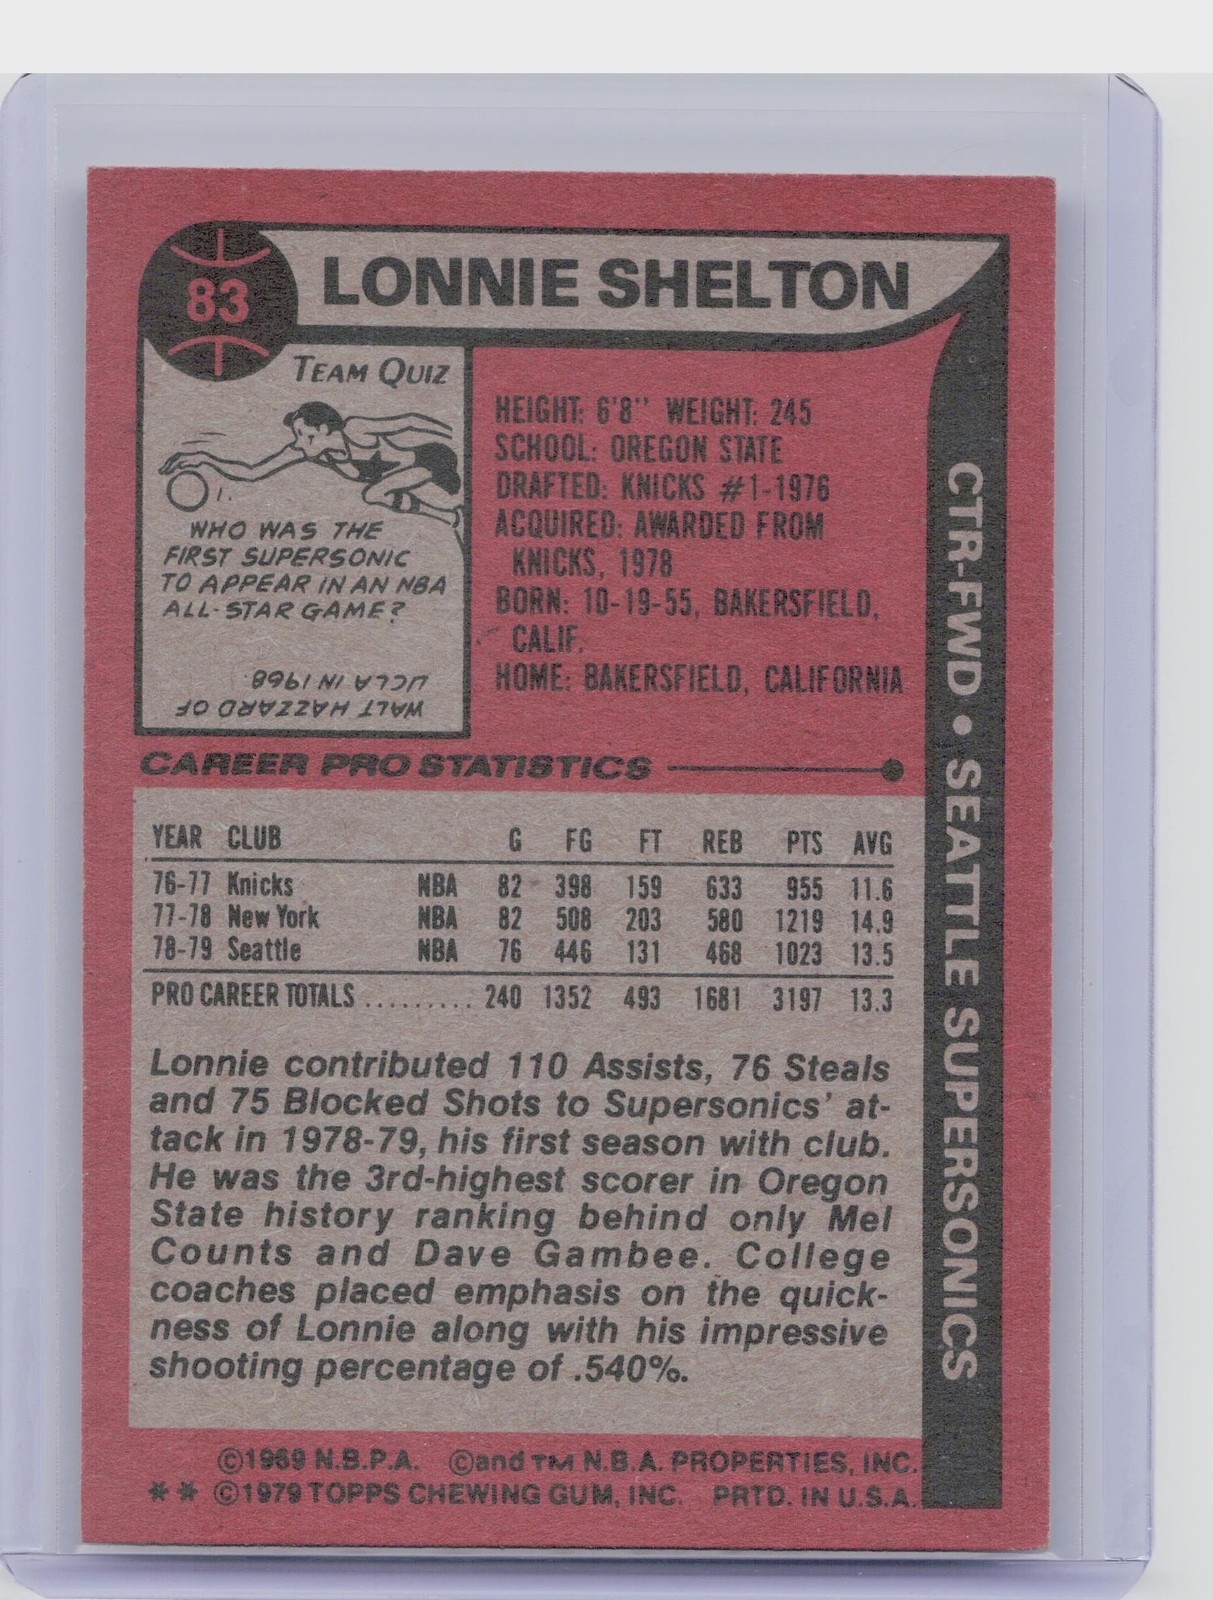 83
LONNIE SHELTON
TEAM QUIZ
1.
WHO WAS THE
FIRST SUPERSONIC
TO APPEAR IN AN NBA
ALL-STAR GAME?
WALT HAZZARD OF
UCLA IN 1968
HEIGHT: 6'8" WEIGHT: 245
SCHOOL: OREGON STATE
DRAFTED: KNICKS #1-1976
ACQUIRED: AWARDED FROM
KNICKS, 1978
BORN: 10-19-55, BAKERSFIELD,
CALIF.
HOME: BAKERSFIELD, CALIFORNIA
CTR-FWD • SEATTLE SUPERSONICS
CAREER PRO STATISTICS
YEAR CLUB G FG FT REB PTS AVG
76-77 Knicks NBA 82 398 159 633 955 11.6
77-78 New York NBA 82 508 203 580 1219 14.9
78-79 Seattle NBA 76 446 131 468 1023 13.5
PRO CAREER TOTALS ......... 240 1352 493 1681 3197 13.3
Lonnie contributed 110 Assists, 76 Steals
and 75 Blocked Shots to Supersonics' at-
tack in 1978-79, his first season with club.
He was the 3rd-highest scorer in Oregon
State history ranking behind only Mel
Counts and Dave Gambee. College
coaches placed emphasis on the quick-
ness of Lonnie along with his impressive
shooting percentage of .540%.
©1969 N.B.P.A. ©and TM N.B.A. PROPERTIES, INC.
** ©1979 TOPPS CHEWING GUM, INC. PRTD. IN U.S.A.